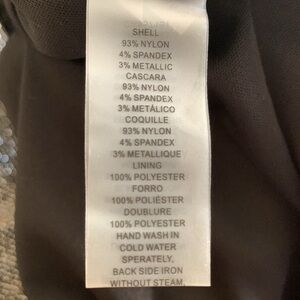 SHELL
93% NYLON
4% SPANDEX
3% METALLIC
CASCARA
93% NYLON
4% SPANDEX
3% METÁLICO
COQUILLE
93% NYLON
4% SPANDEX
3% METALLIQUE
LINING
100% POLYESTER
FORRO
100% POLIÉSTER
DOUBLURE
100% POLYESTER
HAND WASH IN
COLD WATER
SPERATELY,
BACK SIDE IRON
WITHOUT STEAM,